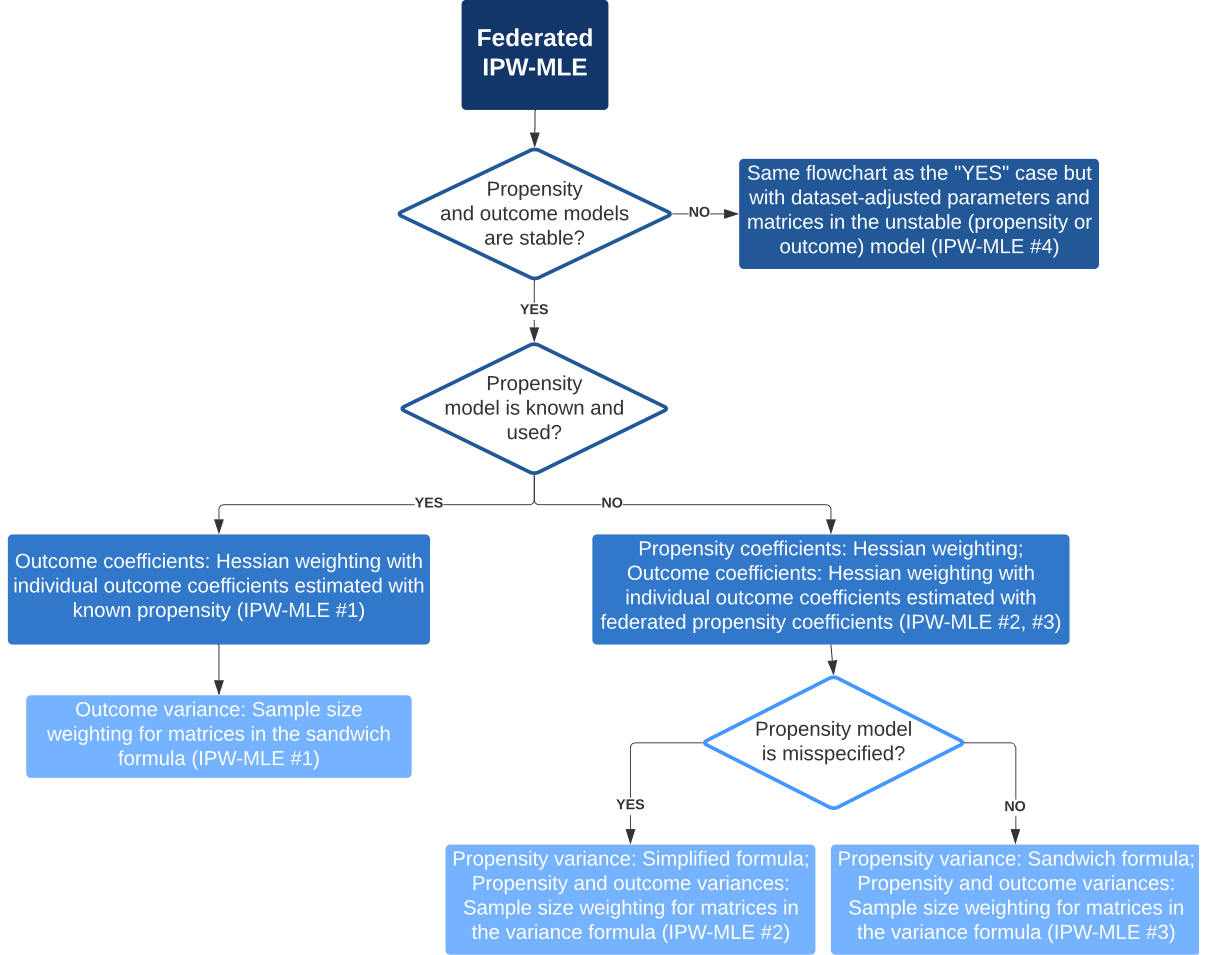 Federated
IPW-MLE
Propensity
and outcome models
are stable?
NO
Same flowchart as the "YES" case but
with dataset-adjusted parameters and
matrices in the unstable (propensity or
outcome) model (IPW-MLE #4)
YES
Propensity
model is known and
used?
YES
NO
Outcome coefficients: Hessian weighting with
individual outcome coefficients estimated with
known propensity (IPW-MLE #1)
Propensity coefficients: Hessian weighting;
Outcome coefficients: Hessian weighting with
individual outcome coefficients estimated with
federated propensity coefficients (IPW-MLE #2, #3)
Outcome variance: Sample size
weighting for matrices in the sandwich
formula (IPW-MLE #1)
Propensity model
is misspecified?
YES
NO
Propensity variance: Simplified formula;
Propensity and outcome variances:
Sample size weighting for matrices in
the variance formula (IPW-MLE #2)
Propensity variance: Sandwich formula;
Propensity and outcome variances:
Sample size weighting for matrices in
the variance formula (IPW-MLE #3)